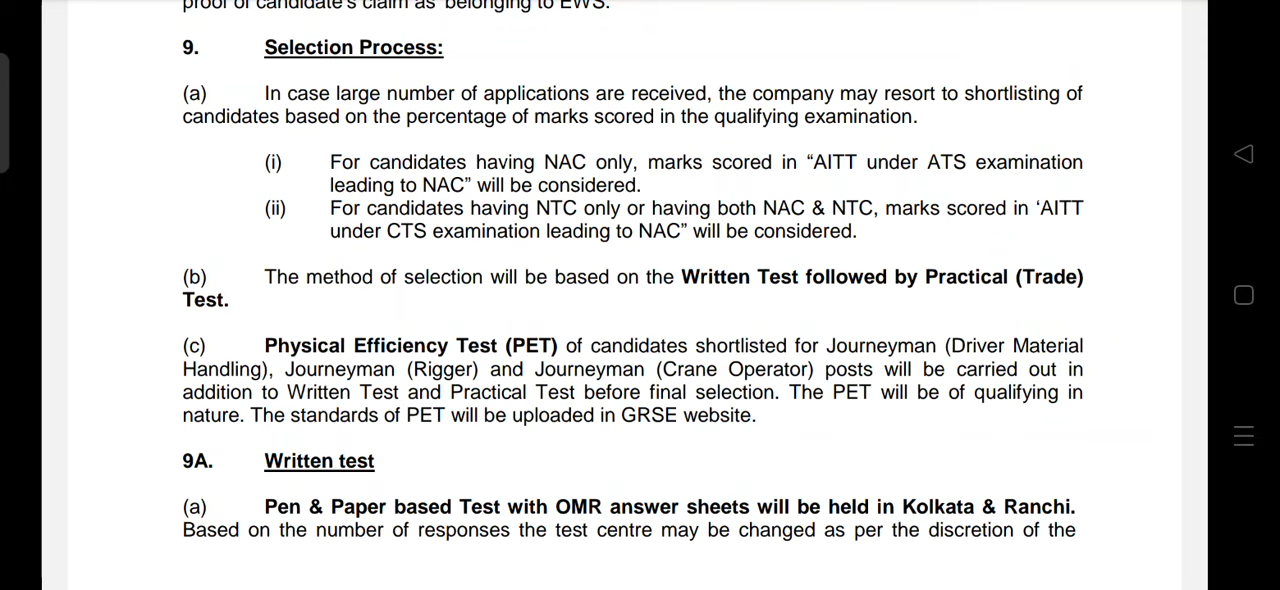 proof of candidate's claim as belonging to EWS.
9. Selection Process:
(a) In case large number of applications are received, the company may resort to shortlisting of
candidates based on the percentage of marks scored in the qualifying examination.
(i) For candidates having NAC only, marks scored in “AITT under ATS examination
leading to NAC” will be considered.
(ii) For candidates having NTC only or having both NAC & NTC, marks scored in ‘AITT
under CTS examination leading to NAC” will be considered.
(b) The method of selection will be based on the Written Test followed by Practical (Trade)
Test.
(c) Physical Efficiency Test (PET) of candidates shortlisted for Journeyman (Driver Material
Handling), Journeyman (Rigger) and Journeyman (Crane Operator) posts will be carried out in
addition to Written Test and Practical Test before final selection. The PET will be of qualifying in
nature. The standards of PET will be uploaded in GRSE website.
9A. Written test
(a) Pen & Paper based Test with OMR answer sheets will be held in Kolkata & Ranchi.
Based on the number of responses the test centre may be changed as per the discretion of the